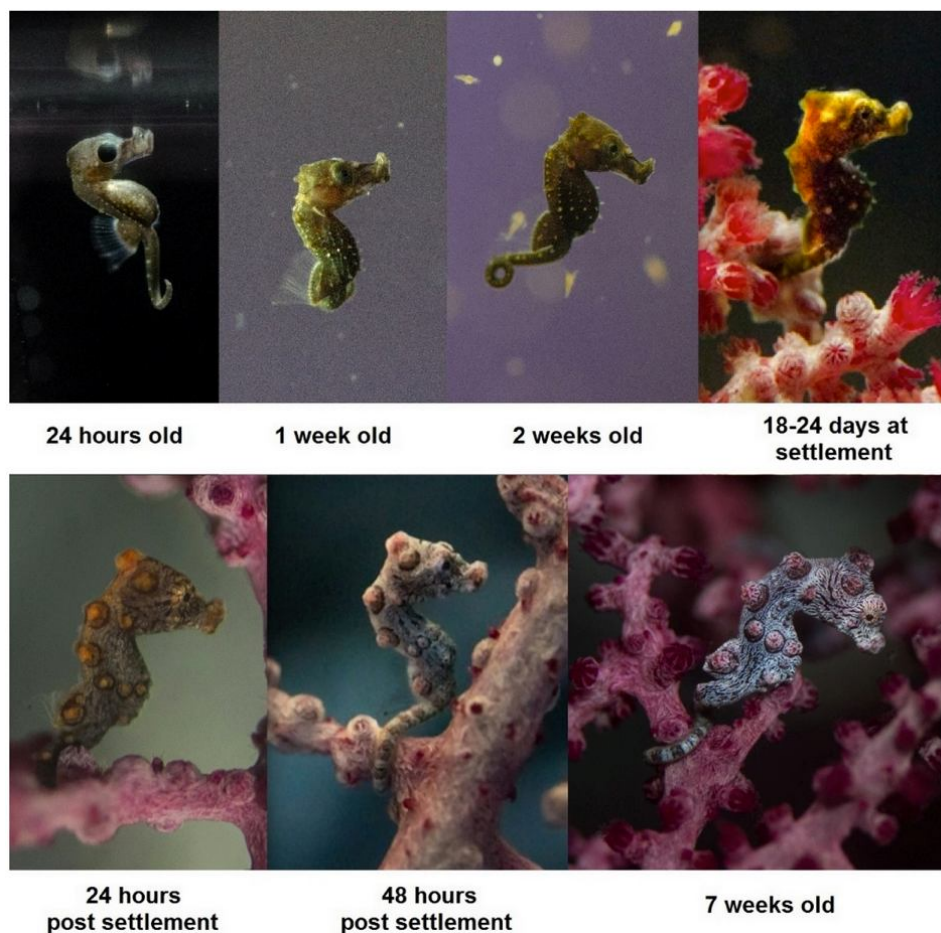 24 hours old
1 week old
2 weeks old
18-24 days at
settlement
24 hours
post settlement
48 hours
post settlement
7 weeks old